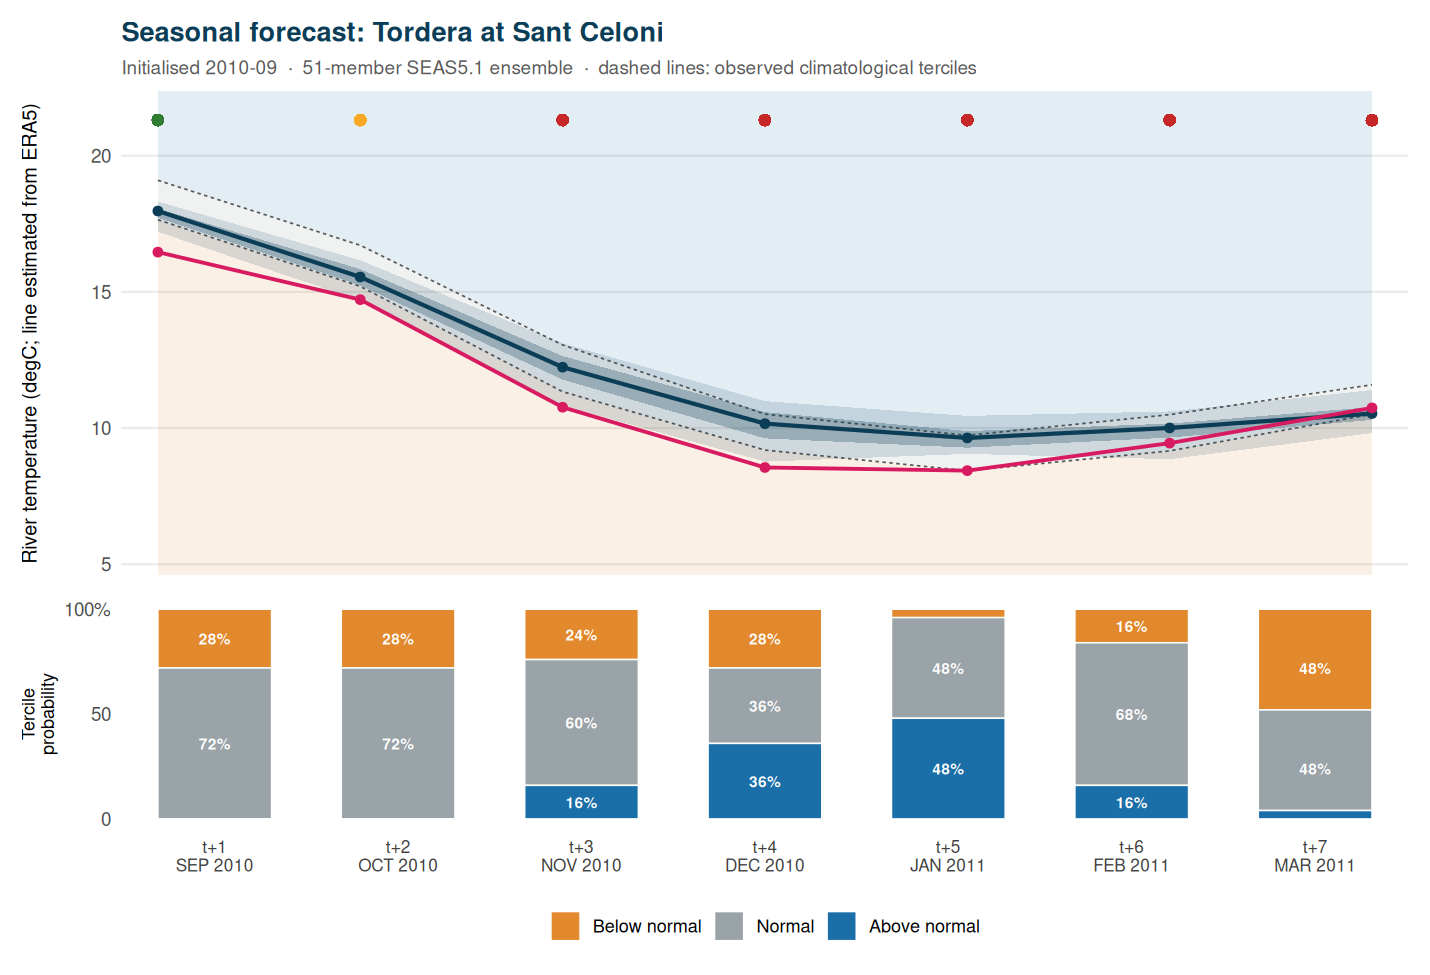 Seasonal forecast: Tordera at Sant Celoni
Initialised 2010-09 · 51-member SEAS5.1 ensemble · dashed lines: observed climatological terciles
River temperature (degC; line estimated from ERA5)
20
15
10
5
Tercile
probability
100%
50
0
28%
72%
28%
72%
24%
60%
16%
28%
36%
36%
48%
48%
16%
68%
16%
48%
48%
t+1
SEP 2010
t+2
OCT 2010
t+3
NOV 2010
t+4
DEC 2010
t+5
JAN 2011
t+6
FEB 2011
t+7
MAR 2011
Below normal
Normal
Above normal